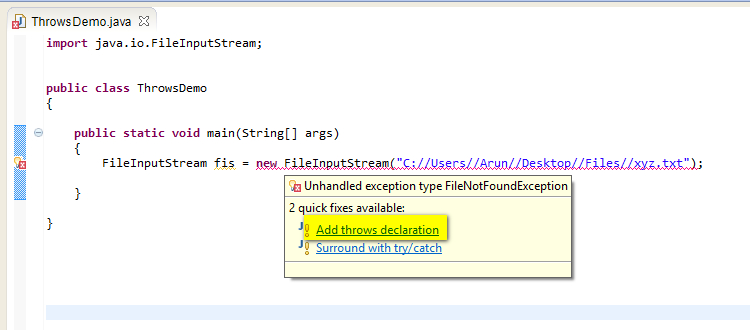 ThrowsDemo.java
import java.io.FileInputStream;
public class ThrowsDemo
{
public static void main(String[] args)
{
FileInputStream fis = new FileInputStream("C://Users//Arun//Desktop//Files//xyz.txt");
}
}
Unhandled exception type FileNotFoundException
2 quick fixes available:
Add throws declaration
Surround with try/catch